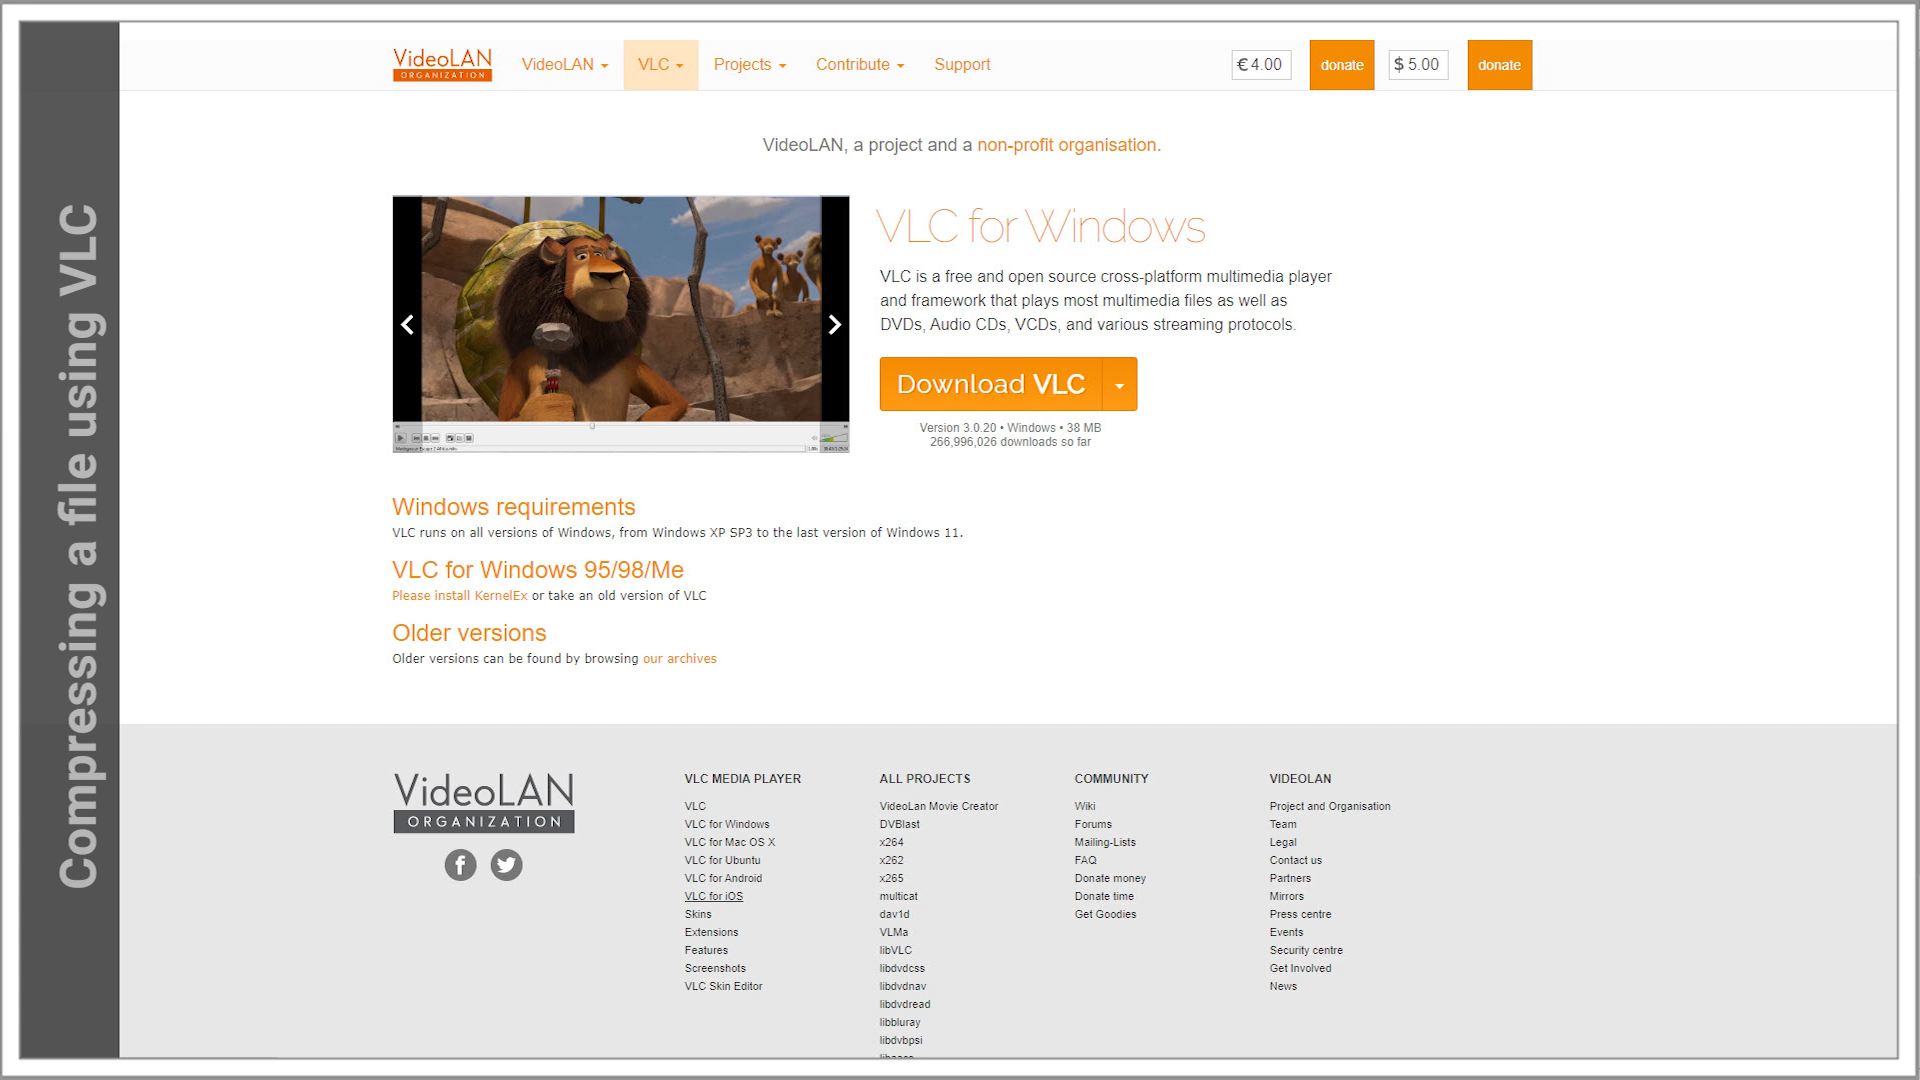 Compressing a file using VLC
VideoLAN
ORGANIZATION
VideoLAN
VLC
Projects
Contribute
Support
€ 4.00
donate
$ 5.00
donate
VideoLAN, a project and a non-profit organisation.
VLC for Windows
VLC is a free and open source cross-platform multimedia player
and framework that plays most multimedia files as well as
DVDs, Audio CDs, VCDs, and various streaming protocols.
Download VLC
Version 3.0.20 • Windows • 38 MB
266,996,026 downloads so far
Windows requirements
VLC runs on all versions of Windows, from Windows XP SP3 to the last version of Windows 11.
VLC for Windows 95/98/Me
Please install KernelEx or take an old version of VLC
Older versions
Older versions can be found by browsing our archives
VideoLAN
ORGANIZATION
VLC MEDIA PLAYER
VLC
VLC for Windows
VLC for Mac OS X
VLC for Ubuntu
VLC for Android
VLC for iOS
Skins
Extensions
Features
Screenshots
VLC Skin Editor
ALL PROJECTS
VideoLan Movie Creator
DVBlast
x264
x262
x265
multicat
dav1d
VLMa
libVLC
libdvdcss
libdvdnav
libdvdread
libbluray
libdvbpsi
COMMUNITY
Wiki
Forums
Mailing-Lists
FAQ
Donate money
Donate time
Get Goodies
VIDEOLAN
Project and Organisation
Team
Legal
Contact us
Partners
Mirrors
Press centre
Events
Security centre
Get Involved
News